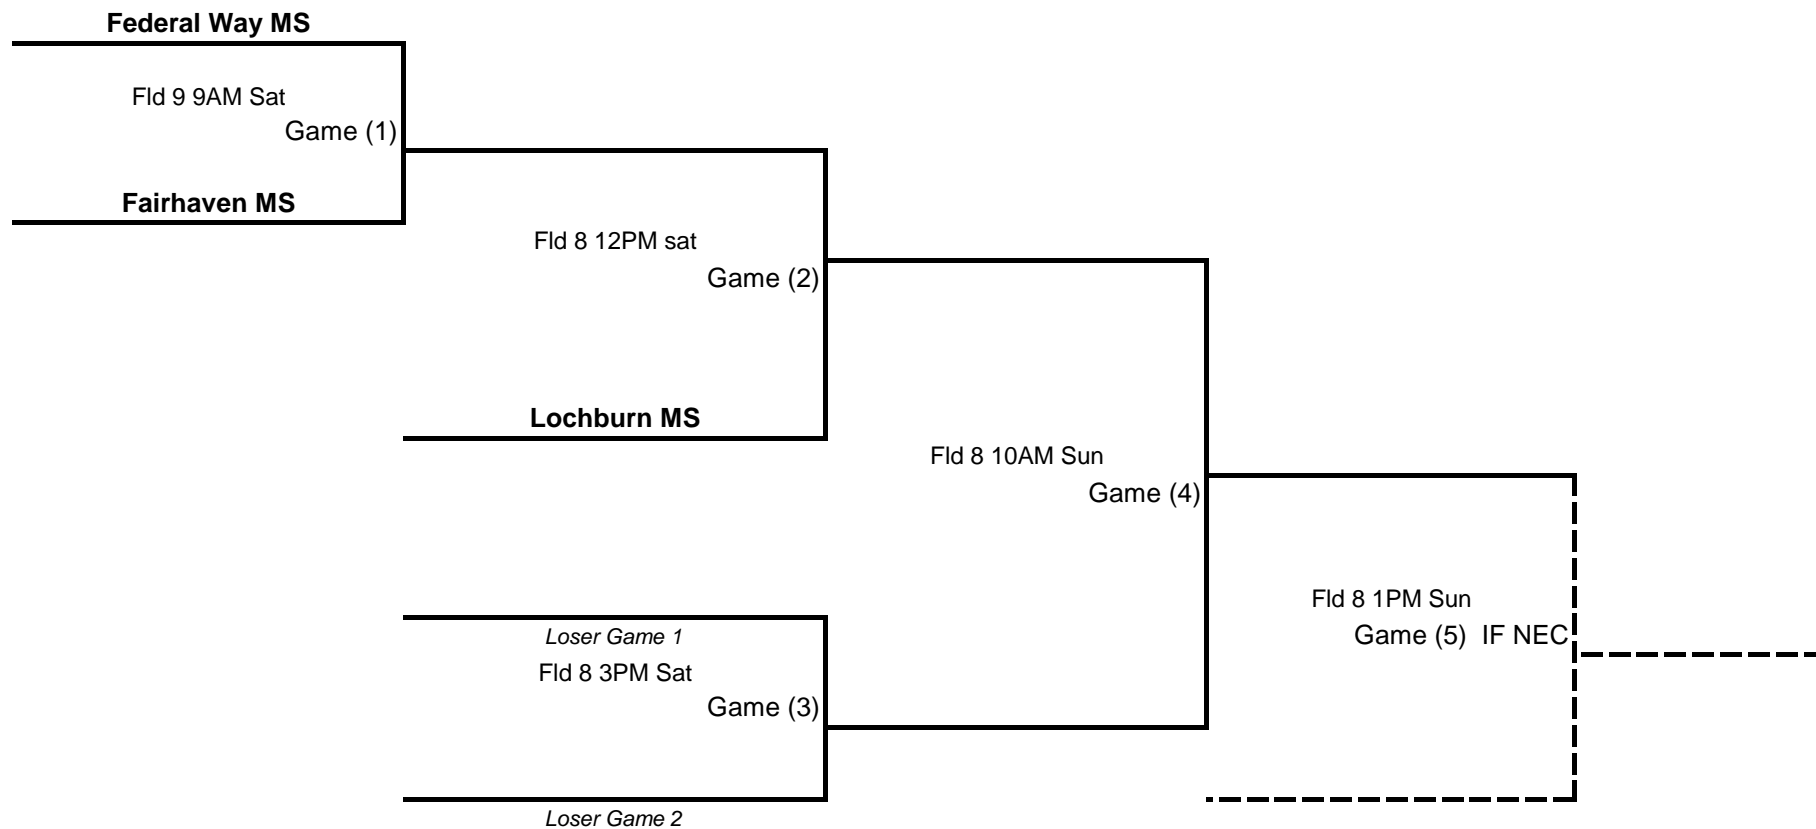 Federal Way MS
Fld 9 9AM Sat
Game (1)
Fairhaven MS
Fld 8 12PM sat
Game (2)
Lochburn MS
Fld 8 10AM Sun
Game (4)
Fld 8 1PM Sun
Game (5) IF NEC
Loser Game 1
Fld 8 3PM Sat
Game (3)
Loser Game 2